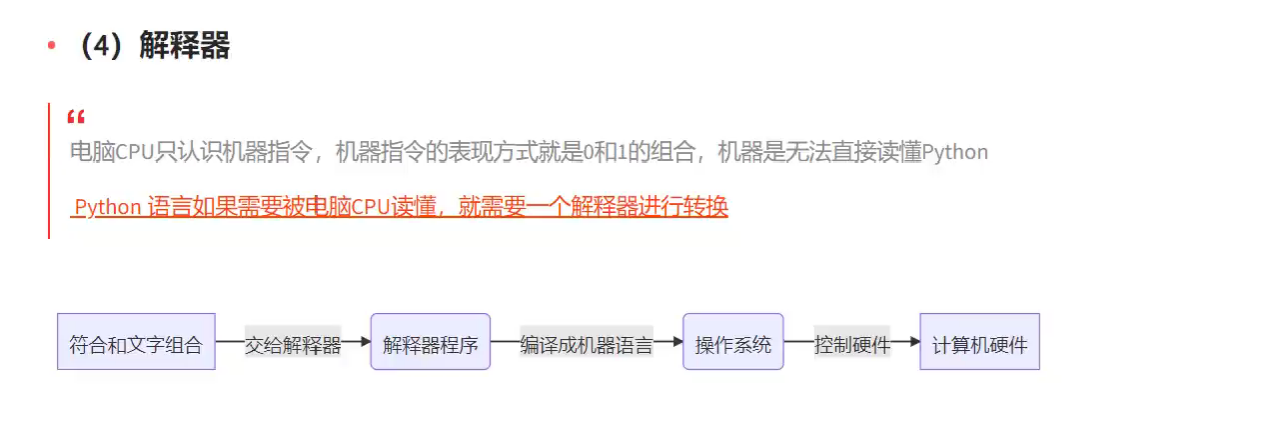 （4）解释器
“
电脑CPU只认识机器指令，机器指令的表现方式就是0和1的组合，机器是无法直接读懂Python
Python 语言如果需要被电脑CPU读懂，就需要一个解释器进行转换
符合和文字组合 交给解释器 解释器程序 编译成机器语言 操作系统 控制硬件 计算机硬件